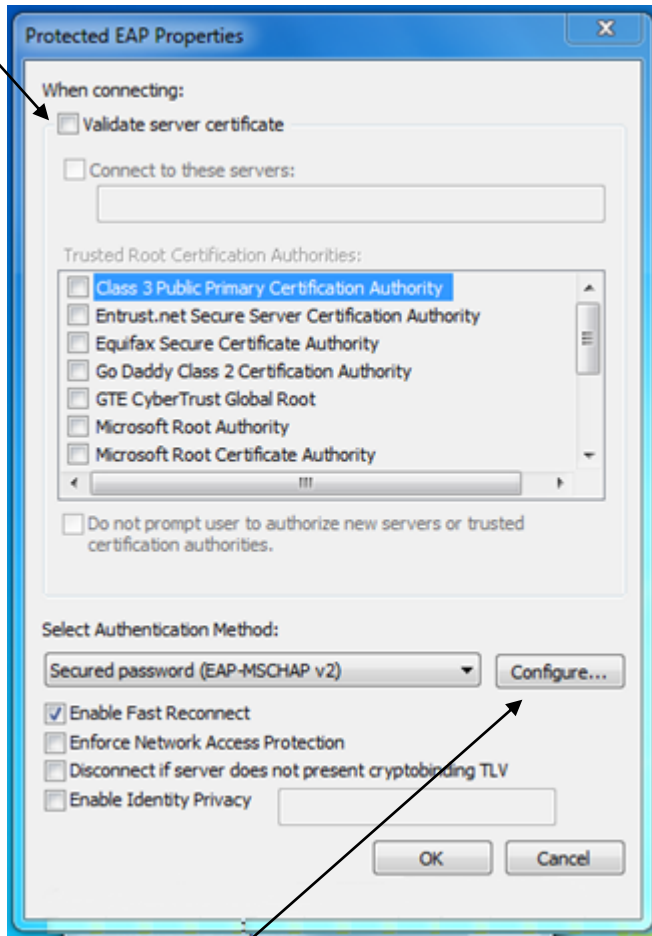 Protected EAP Properties
When connecting:
Validate server certificate
Connect to these servers:
Trusted Root Certification Authorities:
Class 3 Public Primary Certification Authority
Entrust.net Secure Server Certification Authority
Equifax Secure Certificate Authority
Go Daddy Class 2 Certification Authority
GTE CyberTrust Global Root
Microsoft Root Authority
Microsoft Root Certificate Authority
Do not prompt user to authorize new servers or trusted
certification authorities.
Select Authentication Method:
Secured password (EAP-MSCHAP v2) Configure...
Enable Fast Reconnect
Enforce Network Access Protection
Disconnect if server does not present cryptobinding TLV
Enable Identity Privacy
OK Cancel